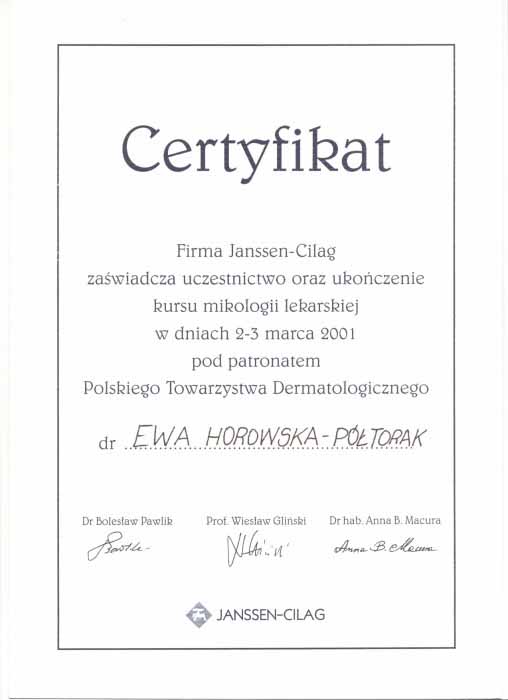 Certyfikat
Firma Janssen-Cilag
zaświadcza uczestnictwo oraz ukończenie
kursu mikologii lekarskiej
w dniach 2-3 marca 2001
pod patronatem
Polskiego Towarzystwa Dermatologicznego
dr EWA HOROWSKA-PÓŁTORAK
Dr Bolesław Pawlik Prof. Wiesław Gliński Dr hab. Anna B. Macura
Anna B. Macura
JANSSEN-CILAG